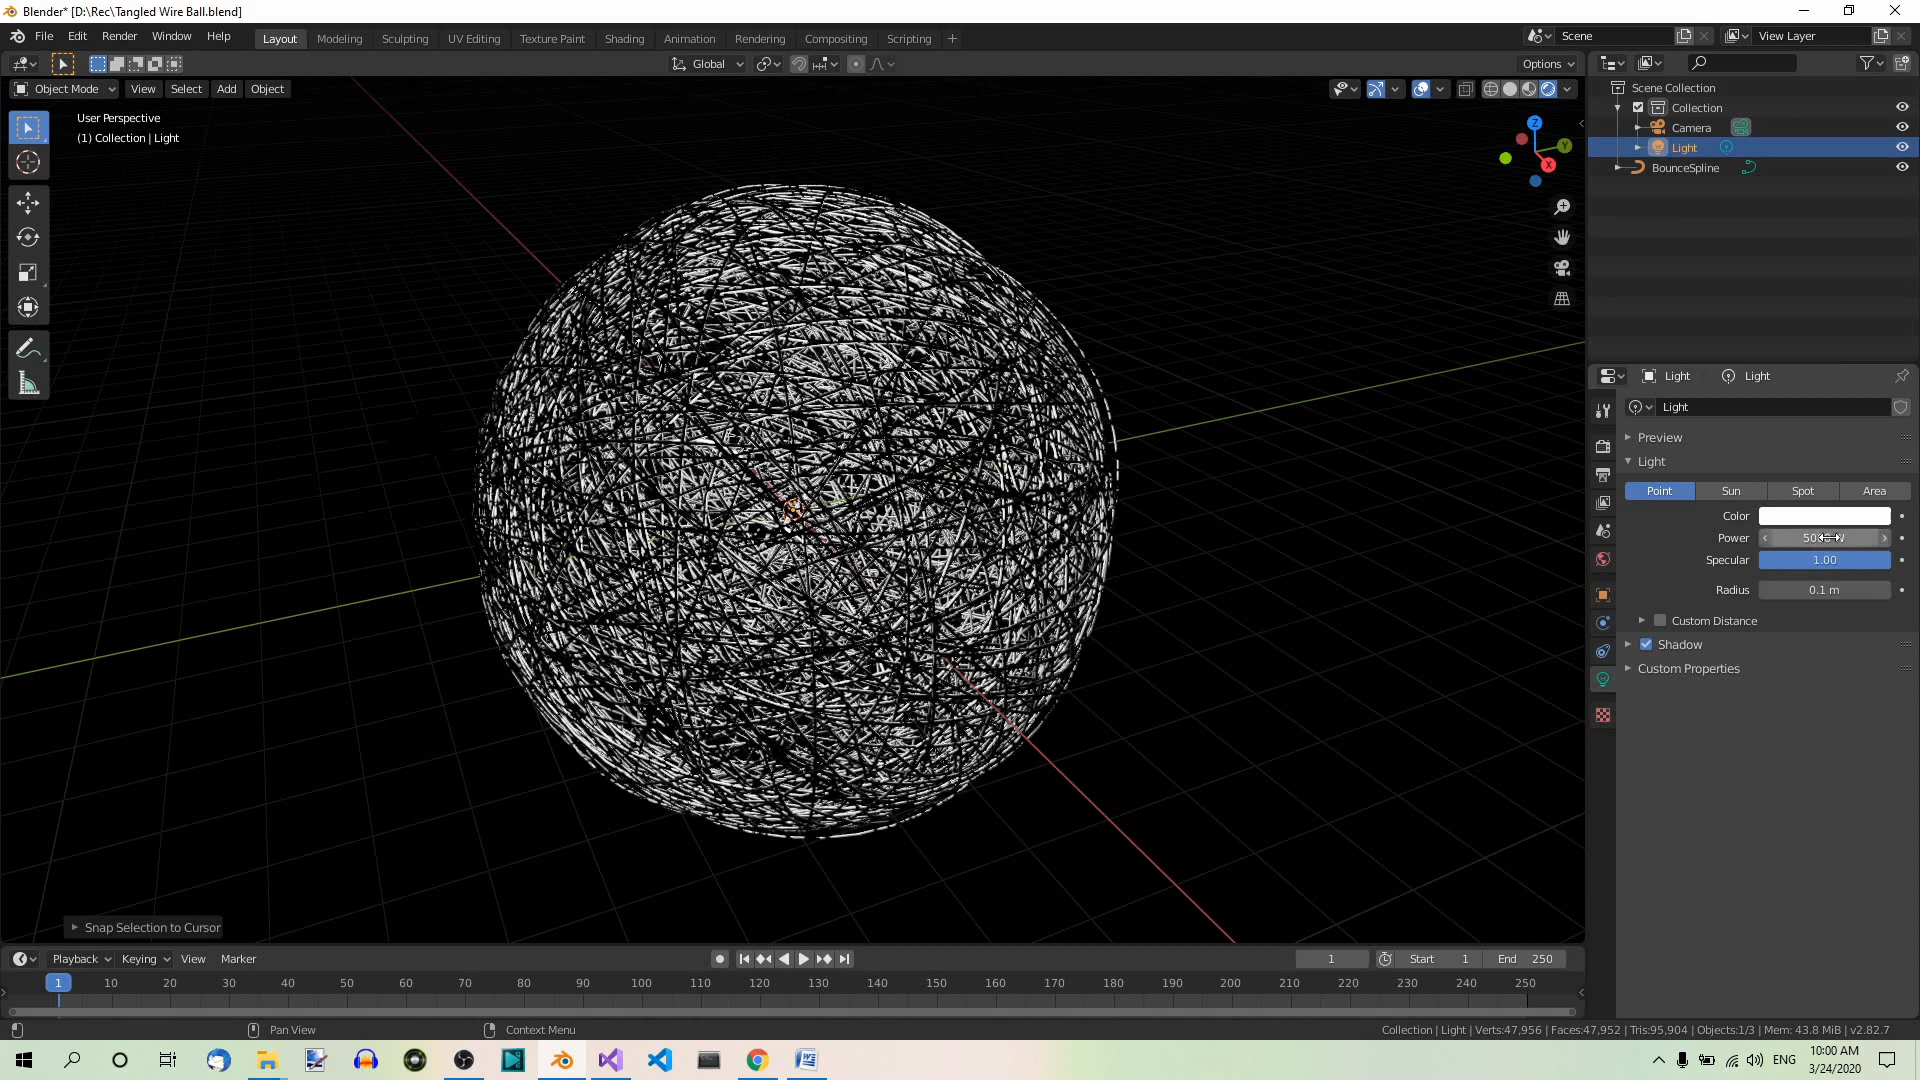 Blender* [D:\Rec\Tangled Wire Ball.blend]
File Edit Render Window Help
Layout Modeling Sculpting UV Editing Texture Paint Shading Animation Rendering Compositing Scripting +
Scene
View Layer
Global
Options
Object Mode View Select Add Object
User Perspective
(1) Collection | Light
Z
Y
X
Scene Collection
Collection
Camera
Light
BounceSpline
Light Light
Light
Preview
Light
Point Sun Spot Area
Color
Power
Specular 1.00
Radius 0.1 m
Custom Distance
Shadow
Custom Properties
Snap Selection to Cursor
Playback Keying View Marker
1
Start 1
End 250
1 10 20 30 40 50 60 70 80 90 100 110 120 130 140 150 160 170 180 190 200 210 220 230 240 250
Pan View
Context Menu
Collection | Light | Verts:47,956 | Faces:47,952 | Tris:95,904 | Objects:1/3 | Mem: 43.8 MiB | v2.82.7
ENG
10:00 AM
3/24/2020